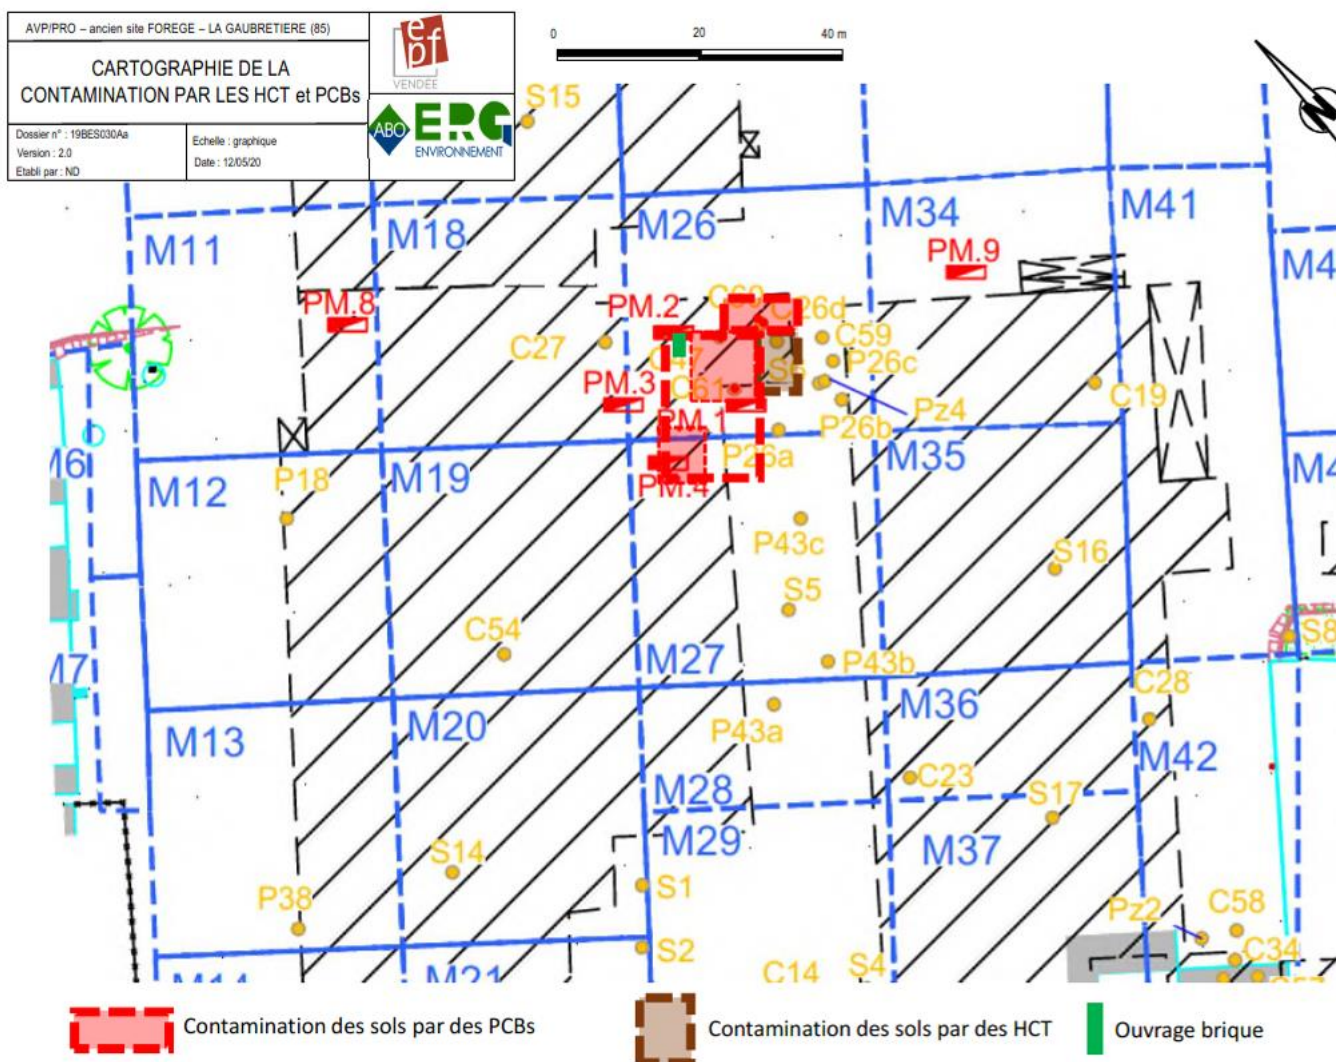 AVP/PRO – ancien site FOREGE – LA GAUBRETIERE (85)
CARTOGRAPHIE DE LA
CONTAMINATION PAR LES HCT et PCBs
Dossier n° : 19BES030Aa
Version : 2.0
Etabli par : ND
Echelle : graphique
Date : 12/05/20
epf
VENDÉE
ABO ERG
ENVIRONNEMENT
0 20 40 m
S15
M11 M18 M26 M34 M41
PM.9
PM.8 PM.2 C26d
C27 C59
P26c
PM.3 C61 C19
Pz4
PM.1 P26b
P26a
M12 M19 M35
P18 PM.4
P43c
S16
S5
C54
S8
M7 M27 P43b
C28
M13 M20 M36
P43a
M42
C23
M28 S17
M29 M37
S14
S1
P38 Pz2 C58
S2 C34
M21 C14 S4
Contamination des sols par des PCBs
Contamination des sols par des HCT
Ouvrage brique